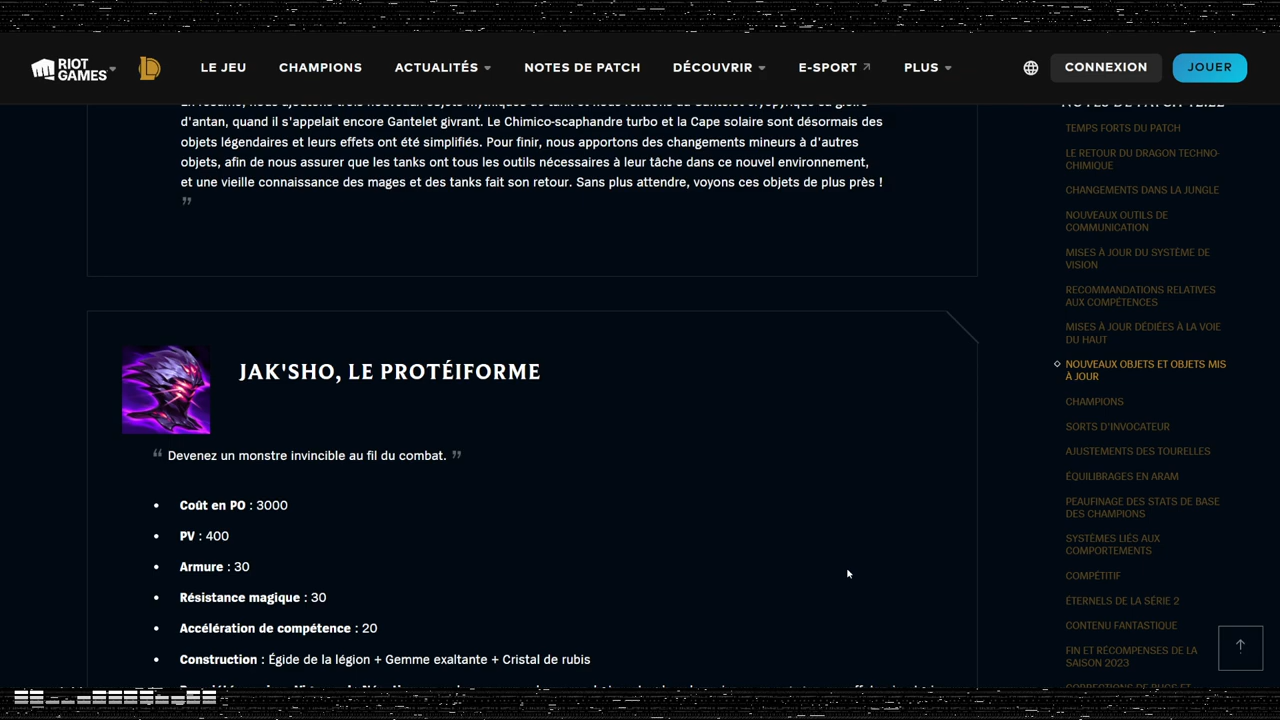 RIOT GAMES
LE JEU
CHAMPIONS
ACTUALITÉS
NOTES DE PATCH
DÉCOUVRIR
E-SPORT
PLUS
CONNEXION
JOUER
d'antan, quand il s'appelait encore Gantelet givrant. Le Chimico-scaphandre turbo et la Cape solaire sont désormais des
objets légendaires et leurs effets ont été simplifiés. Pour finir, nous apportons des changements mineurs à d'autres
objets, afin de nous assurer que les tanks ont tous les outils nécessaires à leur tâche dans ce nouvel environnement,
et une vieille connaissance des mages et des tanks fait son retour. Sans plus attendre, voyons ces objets de plus près !
”
JAK'SHO, LE PROTÉIFORME
“ Devenez un monstre invincible au fil du combat. ”
• Coût en PO : 3000
• PV : 400
• Armure : 30
• Résistance magique : 30
• Accélération de compétence : 20
• Construction : Égide de la légion + Gemme exaltante + Cristal de rubis
TEMPS FORTS DU PATCH
LE RETOUR DU DRAGON TECHNO-
CHIMIQUE
CHANGEMENTS DANS LA JUNGLE
NOUVEAUX OUTILS DE
COMMUNICATION
MISES À JOUR DU SYSTÈME DE
VISION
RECOMMANDATIONS RELATIVES
AUX COMPÉTENCES
MISES À JOUR DÉDIÉES À LA VOIE
DU HAUT
NOUVEAUX OBJETS ET OBJETS MIS
À JOUR
CHAMPIONS
SORTS D'INVOCATEUR
AJUSTEMENTS DES TOURELLES
ÉQUILIBRAGES EN ARAM
PEAUFINAGE DES STATS DE BASE
DES CHAMPIONS
SYSTÈMES LIÉS AUX
COMPORTEMENTS
COMPÉTITIF
ÉTERNELS DE LA SÉRIE 2
CONTENU FANTASTIQUE
FIN ET RÉCOMPENSES DE LA
SAISON 2023